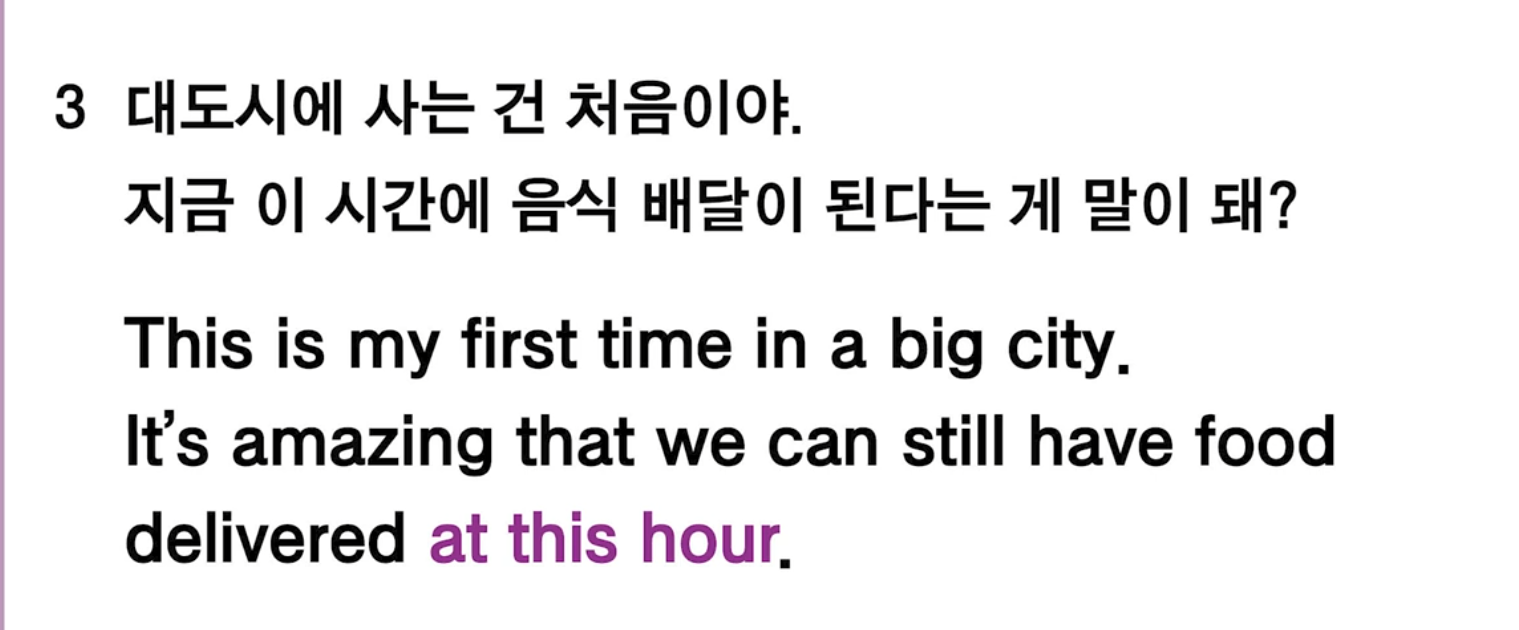 3 대도시에 사는 건 처음이야.
지금 이 시간에 음식 배달이 된다는 게 말이 돼?
This is my first time in a big city.
It's amazing that we can still have food
delivered at this hour.